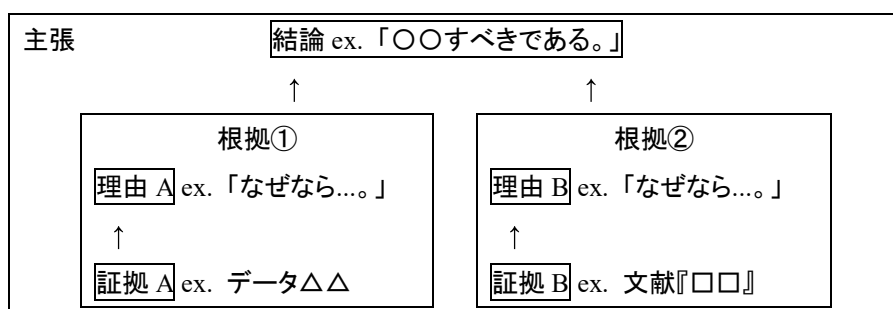 主張
結論 ex.「〇〇すべきである。」
↑ ↑
根拠①
理由 A ex.「なぜなら...。」
↑
証拠 A ex. データ△△
根拠②
理由 B ex.「なぜなら...。」
↑
証拠 B ex. 文献『□□』